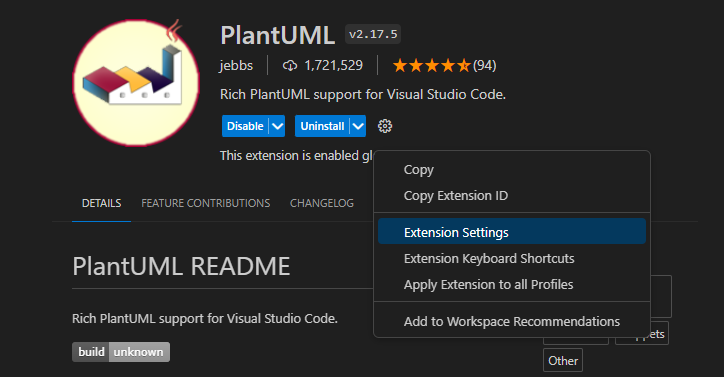 PlantUML v2.17.5
jebbs 1,721,529 (94)
Rich PlantUML support for Visual Studio Code.
Disable Uninstall
This extension is enabled gl
Copy
Copy Extension ID
Extension Settings
Extension Keyboard Shortcuts
Apply Extension to all Profiles
Add to Workspace Recommendations
DETAILS FEATURE CONTRIBUTIONS CHANGELOG
PlantUML README
Rich PlantUML support for Visual Studio Code.
build unknown
Other